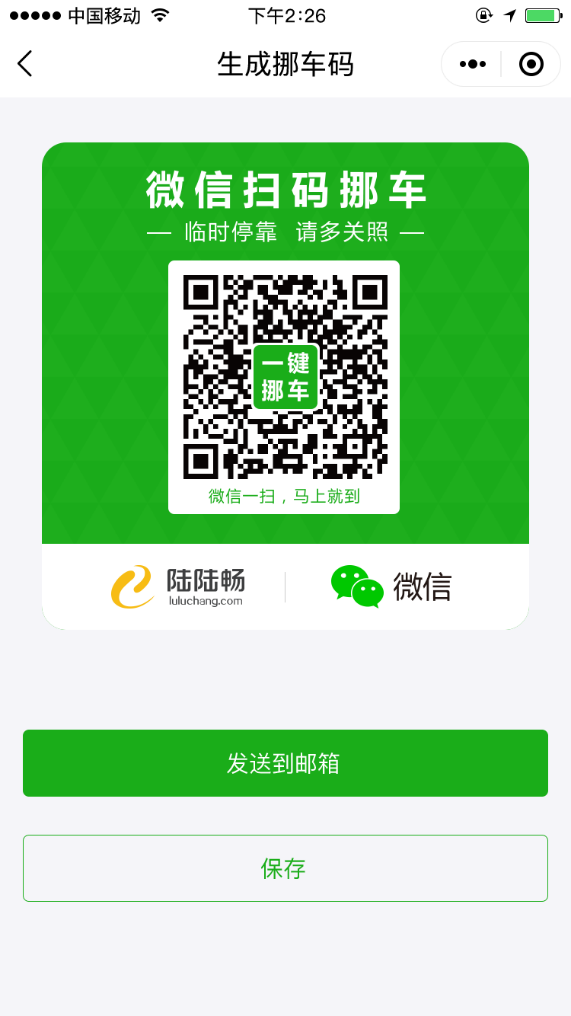 中国移动 下午2:26
生成挪车码
微信扫码挪车
— 临时停靠 请多关照 —
一键
挪车
微信一扫，马上就到
陆陆畅
luluchang.com
微信
发送到邮箱
保存